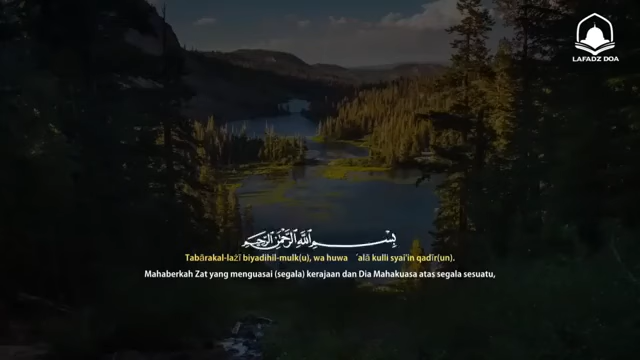 LAFADZ DOA
بِسْمِ اللَّهِ الرَّحْمَٰنِ الرَّحِيمِ
Tabārakal-lażī biyadihil-mulk(u), wa huwa ‘alā kulli syai'in qadīr(un).
Mahaberkah Zat yang menguasai (segala) kerajaan dan Dia Mahakuasa atas segala sesuatu,